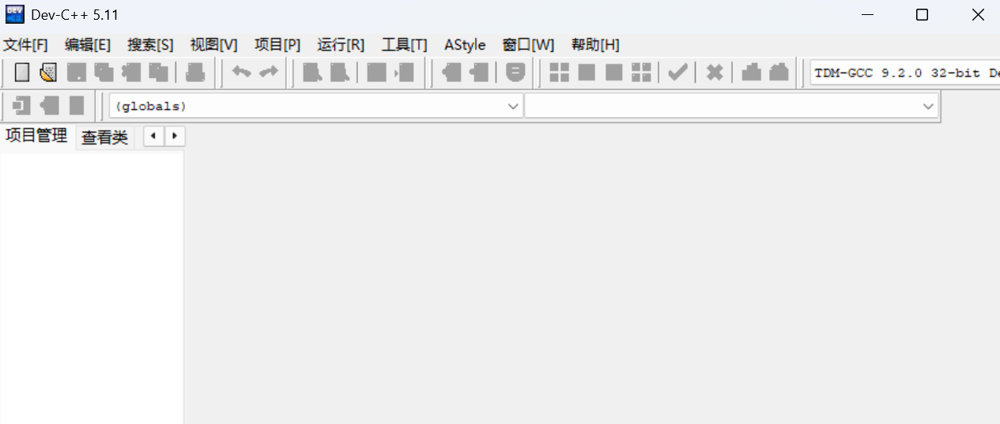 Dev-C++ 5.11
文件[F] 编辑[E] 搜索[S] 视图[V] 项目[P] 运行[R] 工具[T] AStyle 窗口[W] 帮助[H]
TDM-GCC 9.2.0 32-bit De
(globals)
项目管理 查看类